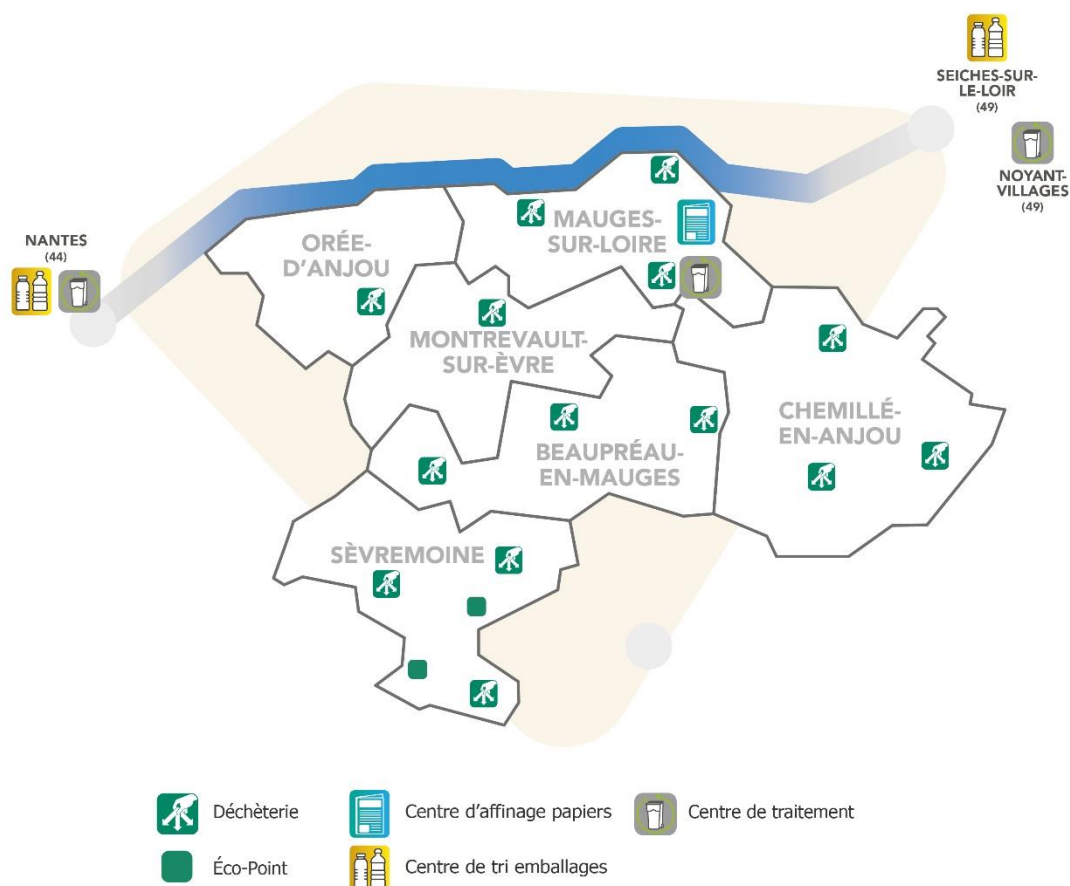 SEICHES-SUR-
LE-LOIR
(49)
NOYANT-
VILLAGES
(49)
NANTES
(44)
ORÉE-
D'ANJOU
MAUGES-
SUR-LOIRE
MONTREVAULT-
SUR-ÈVRE
CHEMILLÉ-
EN-ANJOU
BEAUPRÉAU-
EN-MAUGES
SÈVREMOINE
Déchèterie
Centre d'affinage papiers
Centre de traitement
Éco-Point
Centre de tri emballages